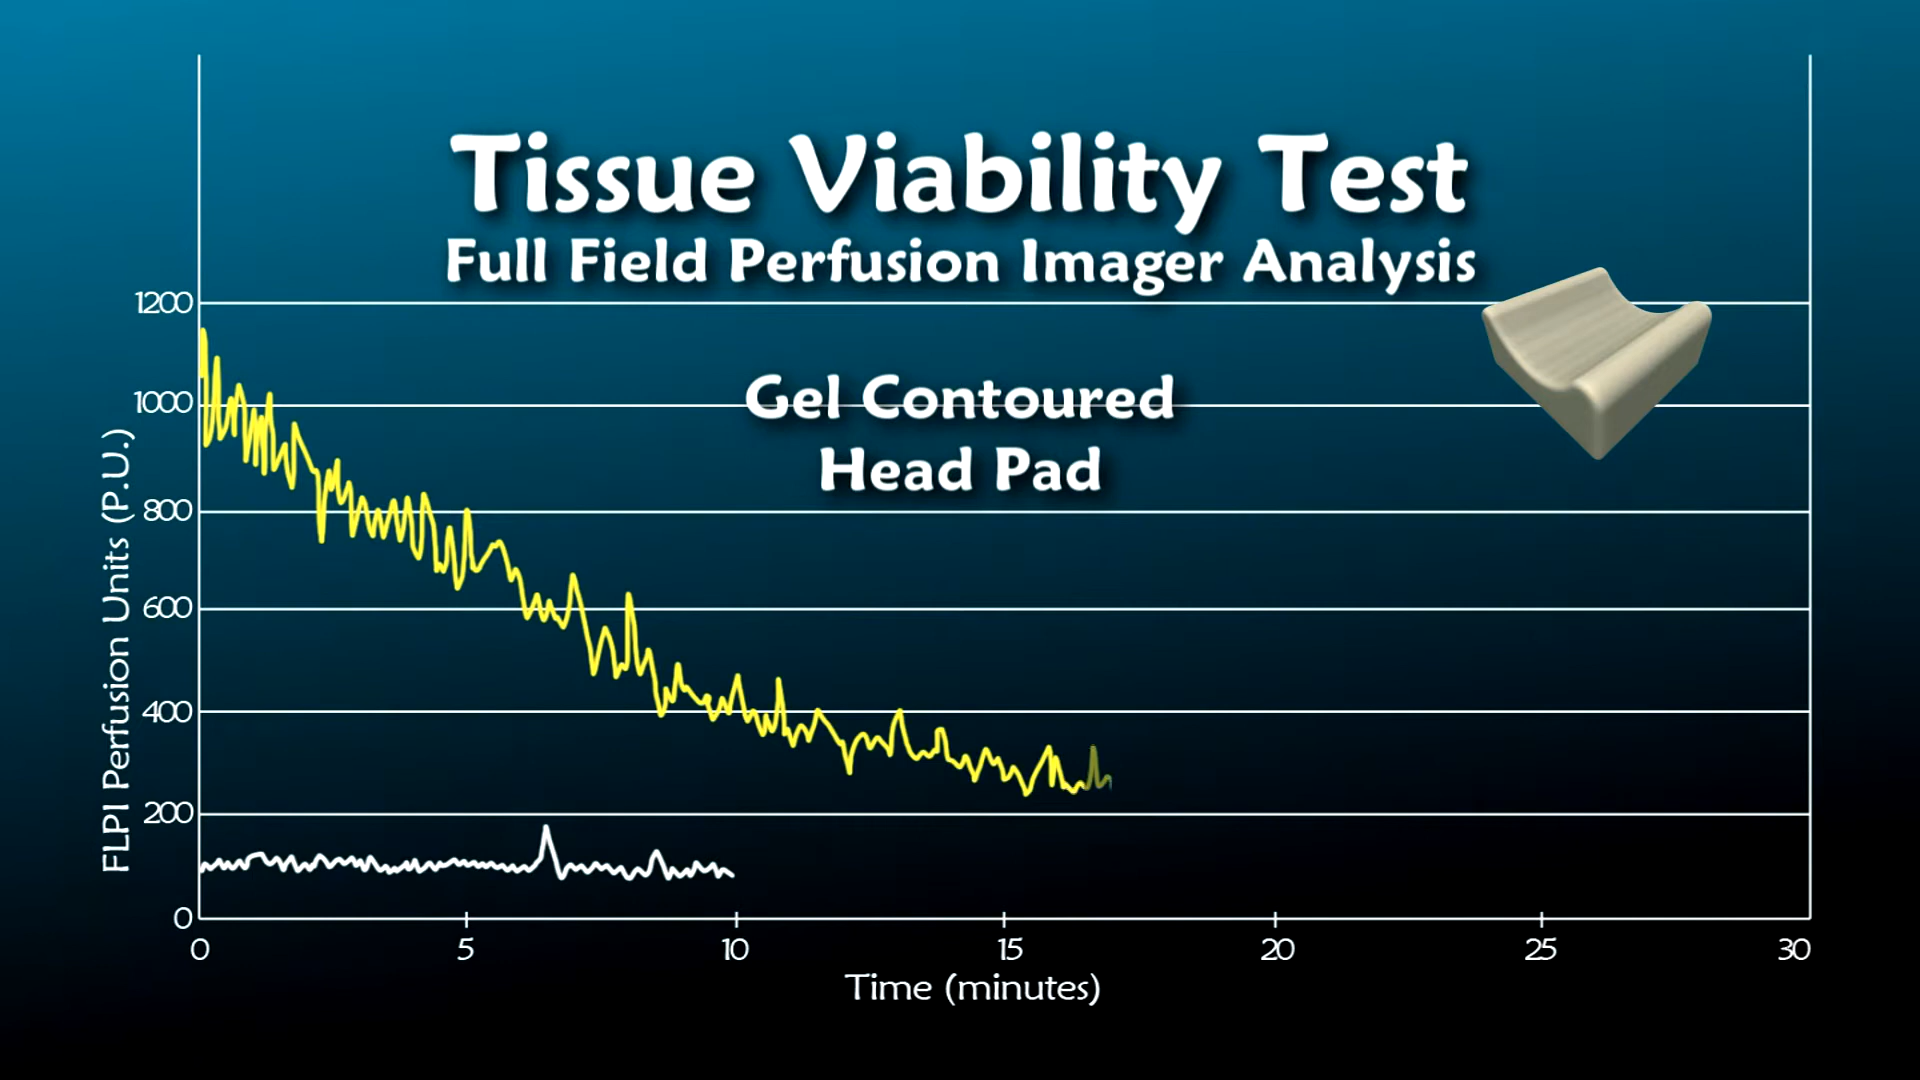 Tissue Viability Test
Full Field Perfusion Imager Analysis
Gel Contoured
Head Pad
FLPI Perfusion Units (P.U.)
1200
1000
800
600
400
200
0
0 5 10 15 20 25 30
Time (minutes)